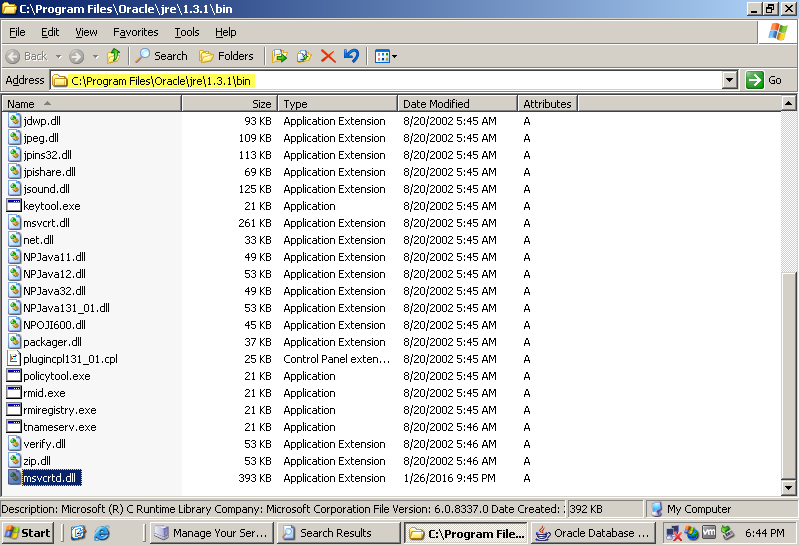 C:\Program Files\Oracle\jre\1.3.1\bin
File Edit View Favorites Tools Help
Back Search Folders
Address C:\Program Files\Oracle\jre\1.3.1\bin Go
Name Size Type Date Modified Attributes
jdwp.dll 93 KB Application Extension 8/20/2002 5:45 AM A
jpeg.dll 109 KB Application Extension 8/20/2002 5:45 AM A
jpins32.dll 113 KB Application Extension 8/20/2002 5:45 AM A
jpishare.dll 69 KB Application Extension 8/20/2002 5:45 AM A
jsound.dll 125 KB Application Extension 8/20/2002 5:45 AM A
keytool.exe 21 KB Application 8/20/2002 5:45 AM A
msvcrt.dll 261 KB Application Extension 8/20/2002 5:45 AM A
net.dll 33 KB Application Extension 8/20/2002 5:45 AM A
NPJava11.dll 49 KB Application Extension 8/20/2002 5:45 AM A
NPJava12.dll 53 KB Application Extension 8/20/2002 5:45 AM A
NPJava32.dll 49 KB Application Extension 8/20/2002 5:45 AM A
NPJava131_01.dll 53 KB Application Extension 8/20/2002 5:45 AM A
NPOJI600.dll 45 KB Application Extension 8/20/2002 5:45 AM A
packager.dll 37 KB Application Extension 8/20/2002 5:45 AM A
plugincpl131_01.cpl 25 KB Control Panel exten... 8/20/2002 5:45 AM A
policytool.exe 21 KB Application 8/20/2002 5:45 AM A
rmid.exe 21 KB Application 8/20/2002 5:45 AM A
rmiregistry.exe 21 KB Application 8/20/2002 5:45 AM A
tnameserv.exe 21 KB Application 8/20/2002 5:46 AM A
verify.dll 53 KB Application Extension 8/20/2002 5:46 AM A
zip.dll 53 KB Application Extension 8/20/2002 5:46 AM A
msvcrtd.dll 393 KB Application Extension 1/26/2016 9:45 PM A
Description: Microsoft (R) C Runtime Library Company: Microsoft Corporation File Version: 6.0.8337.0 Date Created: 392 KB My Computer
Start Manage Your Ser... Search Results C:\Program File... Oracle Database ... 6:44 PM